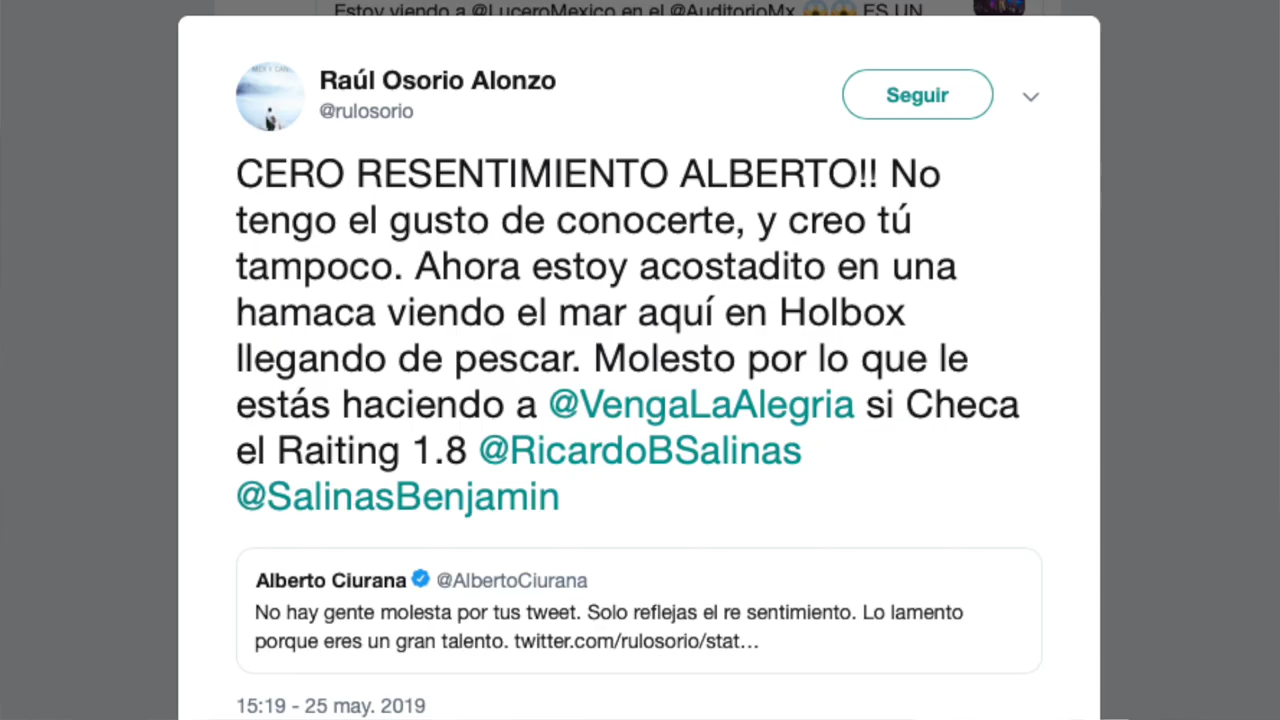 Estoy viendo a @LuceroMexico en el @AuditorioMx 😱😱 ES UN
Raúl Osorio Alonzo
@rulosorio
Seguir
CERO RESENTIMIENTO ALBERTO!! No
tengo el gusto de conocerte, y creo tú
tampoco. Ahora estoy acostadito en una
hamaca viendo el mar aquí en Holbox
llegando de pescar. Molesto por lo que le
estás haciendo a @VengaLaAlegria si Checa
el Raiting 1.8 @RicardoBSalinas
@SalinasBenjamin
Alberto Ciurana @AlbertoCiurana
No hay gente molesta por tus tweet. Solo reflejas el re sentimiento. Lo lamento
porque eres un gran talento. twitter.com/rulosorio/stat…
15:19 - 25 may. 2019